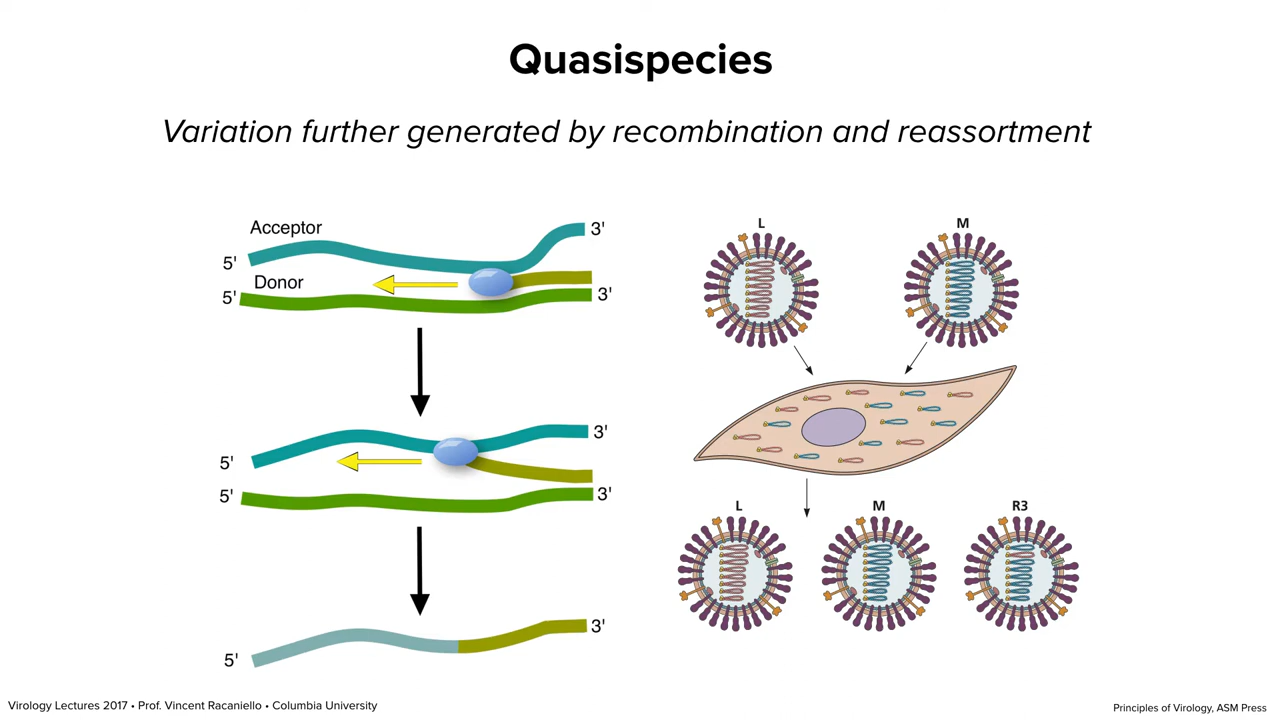 Quasispecies
Variation further generated by recombination and reassortment
Acceptor
3'
5'
Donor
5'
3'
3'
5'
5'
3'
3'
5'
L
M
L
M
R3
Virology Lectures 2017 • Prof. Vincent Racaniello • Columbia University
Principles of Virology, ASM Press